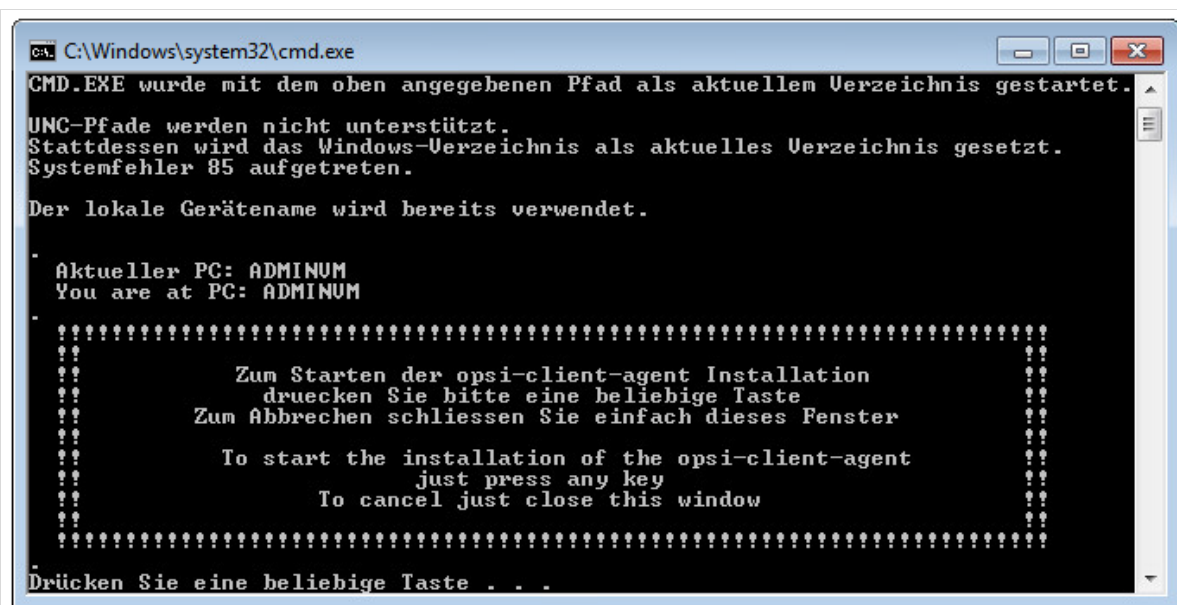 C:\Windows\system32\cmd.exe
CMD.EXE wurde mit dem oben angegebenen Pfad als aktuellem Verzeichnis gestartet.
UNC-Pfade werden nicht unterstützt.
Stattdessen wird das Windows-Verzeichnis als aktuelles Verzeichnis gesetzt.
Systemfehler 85 aufgetreten.
Der lokale Gerätename wird bereits verwendet.
.
Aktueller PC: ADMINVM
You are at PC: ADMINVM
.
!!!!!!!!!!!!!!!!!!!!!!!!!!!!!!!!!!!!!!!!!!!!!!!!!!!!!!!!!!!!!!!!!!!!!!!!
!! !!
!! Zum Starten der opsi-client-agent Installation !!
!! druecken Sie bitte eine beliebige Taste !!
!! Zum Abbrechen schliessen Sie einfach dieses Fenster !!
!! !!
!! To start the installation of the opsi-client-agent !!
!! just press any key !!
!! To cancel just close this window !!
!! !!
!!!!!!!!!!!!!!!!!!!!!!!!!!!!!!!!!!!!!!!!!!!!!!!!!!!!!!!!!!!!!!!!!!!!!!!!
.
Drücken Sie eine beliebige Taste . . .